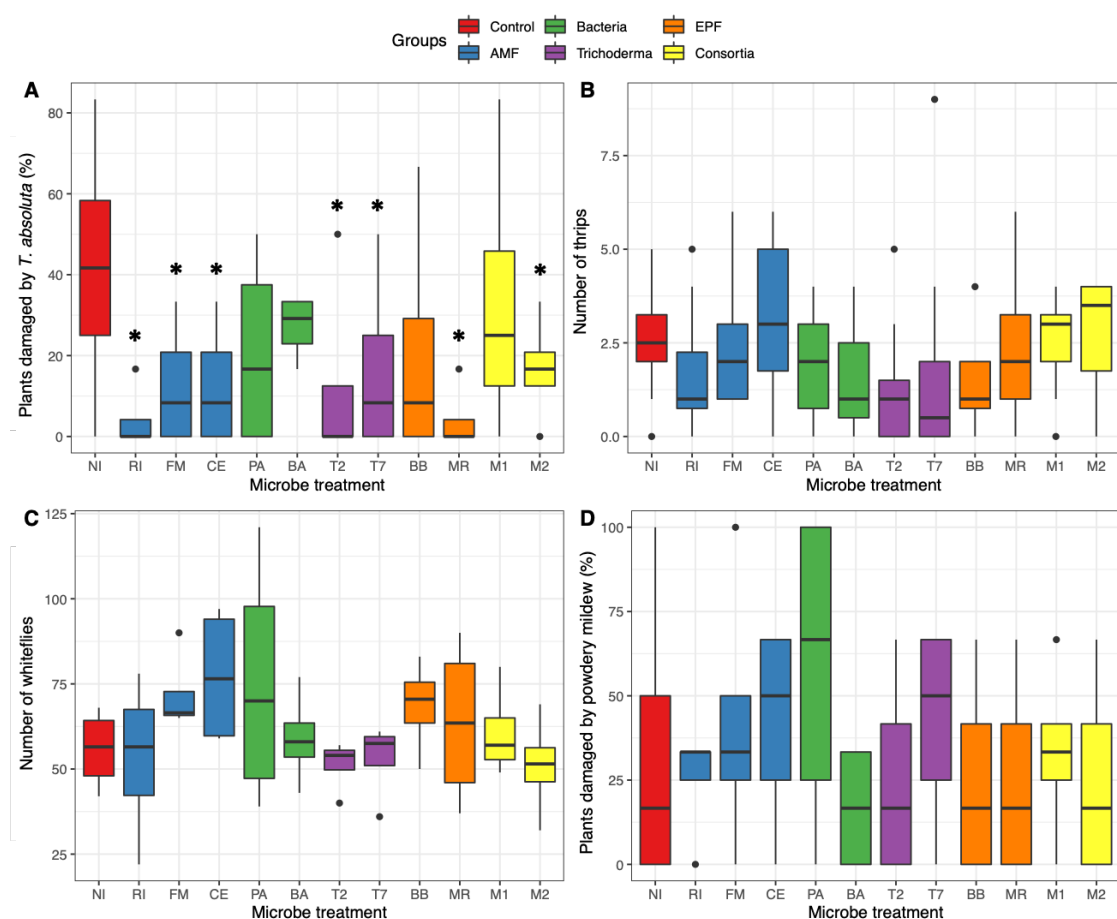 Groups
Control
Bacteria
EPF
AMF
Trichoderma
Consortia
A
Plants damaged by T. absoluta (%)
80
60
40
20
0
* * * * * * *
NI RI FM CE PA BA T2 T7 BB MR M1 M2
Microbe treatment
B
Number of thrips
7.5
5.0
2.5
0.0
NI RI FM CE PA BA T2 T7 BB MR M1 M2
Microbe treatment
C
Number of whiteflies
125
100
75
50
25
NI RI FM CE PA BA T2 T7 BB MR M1 M2
Microbe treatment
D
Plants damaged by powdery mildew (%)
100
75
50
25
0
NI RI FM CE PA BA T2 T7 BB MR M1 M2
Microbe treatment